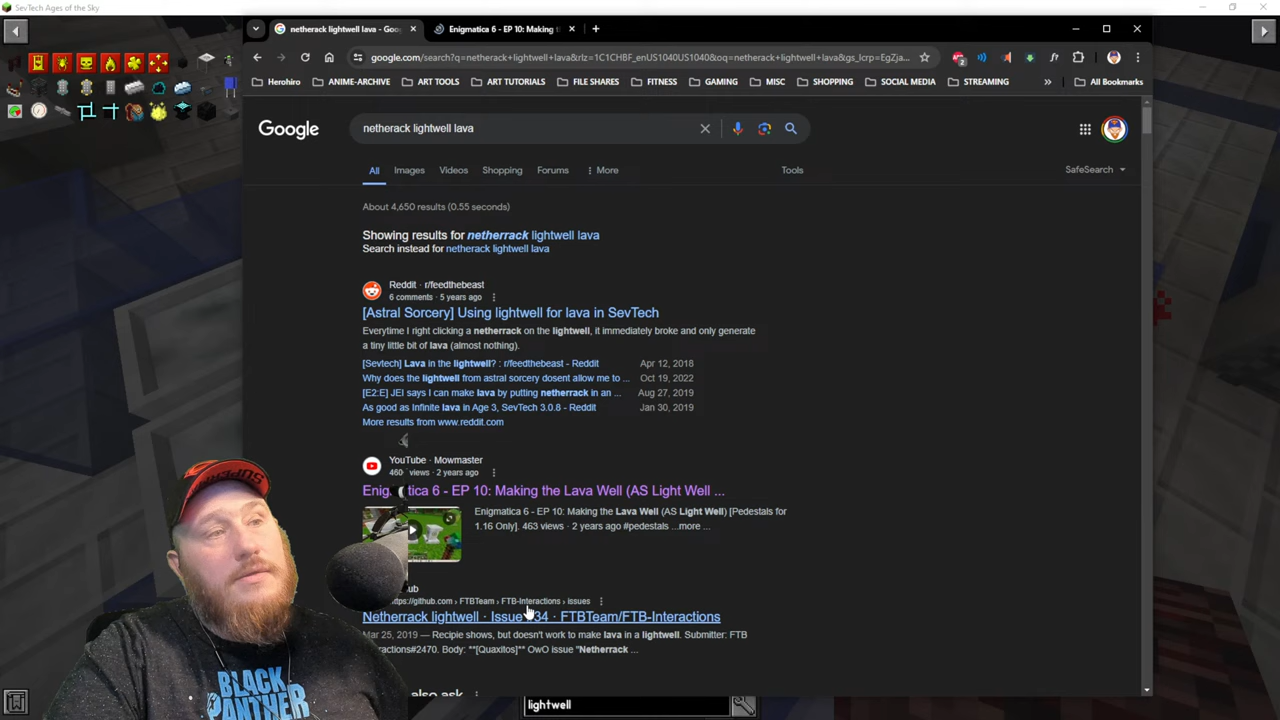 SevTech Ages of the Sky
netherack lightwell lava - Goo
Enigmatica 6 - EP 10: Making th
google.com/search?q=netherack+lightwell+lava&rlz=1C1CHBF_enUS1040US1040&oq=netherack+lightwell+lava&gs_lcrp=EgZja...
Herohiro
ANIME-ARCHIVE
ART TOOLS
ART TUTORIALS
FILE SHARES
FITNESS
GAMING
MISC
SHOPPING
SOCIAL MEDIA
STREAMING
»
All Bookmarks
Google
netherack lightwell lava
All
Images
Videos
Shopping
Forums
More
Tools
SafeSearch
About 4,650 results (0.55 seconds)
Showing results for netherrack lightwell lava
Search instead for netherack lightwell lava
Reddit · r/feedthebeast
6 comments · 5 years ago
[Astral Sorcery] Using lightwell for lava in SevTech
Everytime I right clicking a netherrack on the lightwell, it immediately broke and only generate
a tiny little bit of lava (almost nothing).
[Sevtech] Lava in the lightwell? : r/feedthebeast - Reddit Apr 12, 2018
Why does the lightwell from astral sorcery dosent allow me to ... Oct 19, 2022
[E2:E] JEI says I can make lava by putting netherrack in an ... Aug 27, 2019
As good as Infinite lava in Age 3, SevTech 3.0.8 - Reddit Jan 30, 2019
More results from www.reddit.com
YouTube · Mowmaster
460 views · 2 years ago
Enig tica 6 - EP 10: Making the Lava Well (AS Light Well ...
Enigmatica 6 - EP 10: Making the Lava Well (AS Light Well) [Pedestals for
1.16 Only]. 463 views · 2 years ago #pedestals ...more ...
ub
ttps://github.com › FTBTeam › FTB-Interactions › issues
Netherrack lightwell · Issue 34 · FTBTeam/FTB-Interactions
Mar 25, 2019 — Recipie shows, but doesn't work to make lava in a lightwell. Submitter: FTB
ractions#2470. Body: **[Quaxitos]** OwO issue "Netherrack ...
also ask
lightwell
SUPER
BLACK
PANTHER